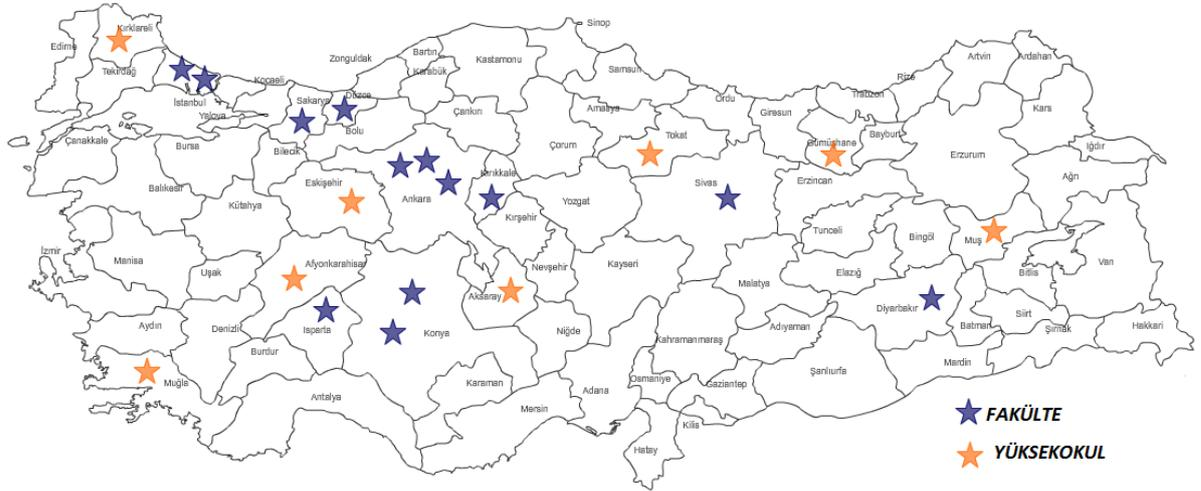 Sinop
Kırklareli
Edirne
Bartın
Kastamonu
Zonguldak
Artvin
Ardahan
Tekirdağ
Karabük
Samsun
Kocaeli
Rize
Düzce
Trabzon
Sakarya
Ordu
İstanbul
Amasya
Kars
Yalova
Çankırı
Giresun
Bolu
Tokat
Bayburt
Çanakkale
Gümüşhane
Bursa
Çorum
Iğdır
Bilecik
Erzurum
Kırıkkale
Ağrı
Eskişehir
Sivas
Erzincan
Balıkesir
Ankara
Yozgat
Kütahya
Kırşehir
Tunceli
Bingöl
Muş
İzmir
Manisa
Afyonkarahisar
Nevşehir
Kayseri
Van
Uşak
Elazığ
Bitlis
Malatya
Aksaray
Diyarbakır
Siirt
Aydın
Denizli
Isparta
Konya
Niğde
Adıyaman
Batman
Şırnak
Hakkari
Kahramanmaraş
Burdur
Mardin
Şanlıurfa
Muğla
Karaman
Osmaniye
Gaziantep
Adana
Antalya
Mersin
Kilis
Hatay
FAKÜLTE
YÜKSEKOKUL